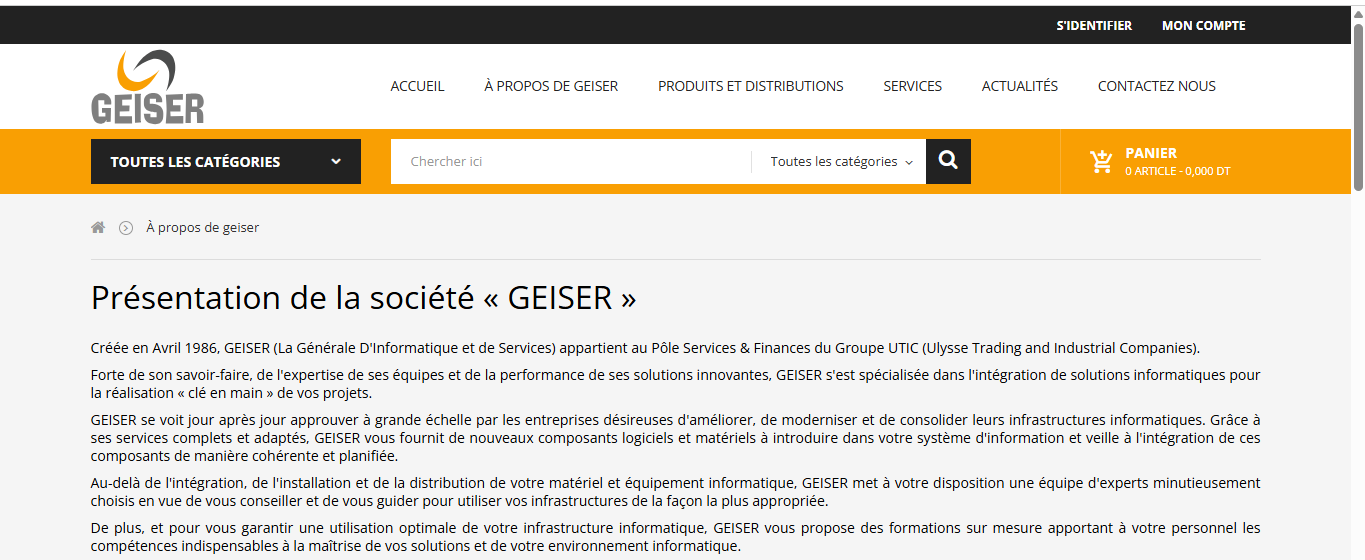 S'IDENTIFIER MON COMPTE
GEISER
ACCUEIL À PROPOS DE GEISER PRODUITS ET DISTRIBUTIONS SERVICES ACTUALITÉS CONTACTEZ NOUS
TOUTES LES CATÉGORIES Chercher ici Toutes les catégories PANIER
0 ARTICLE - 0,000 DT
À propos de geiser
Présentation de la société « GEISER »
Créée en Avril 1986, GEISER (La Générale D'Informatique et de Services) appartient au Pôle Services & Finances du Groupe UTIC (Ulysse Trading and Industrial Companies).
Forte de son savoir-faire, de l'expertise de ses équipes et de la performance de ses solutions innovantes, GEISER s'est spécialisée dans l'intégration de solutions informatiques pour
la réalisation « clé en main » de vos projets.
GEISER se voit jour après jour approuver à grande échelle par les entreprises désireuses d'améliorer, de moderniser et de consolider leurs infrastructures informatiques. Grâce à
ses services complets et adaptés, GEISER vous fournit de nouveaux composants logiciels et matériels à introduire dans votre système d'information et veille à l'intégration de ces
composants de manière cohérente et planifiée.
Au-delà de l'intégration, de l'installation et de la distribution de votre matériel et équipement informatique, GEISER met à votre disposition une équipe d'experts minutieusement
choisis en vue de vous conseiller et de vous guider pour utiliser vos infrastructures de la façon la plus appropriée.
De plus, et pour vous garantir une utilisation optimale de votre infrastructure informatique, GEISER vous propose des formations sur mesure apportant à votre personnel les
compétences indispensables à la maîtrise de vos solutions et de votre environnement informatique.